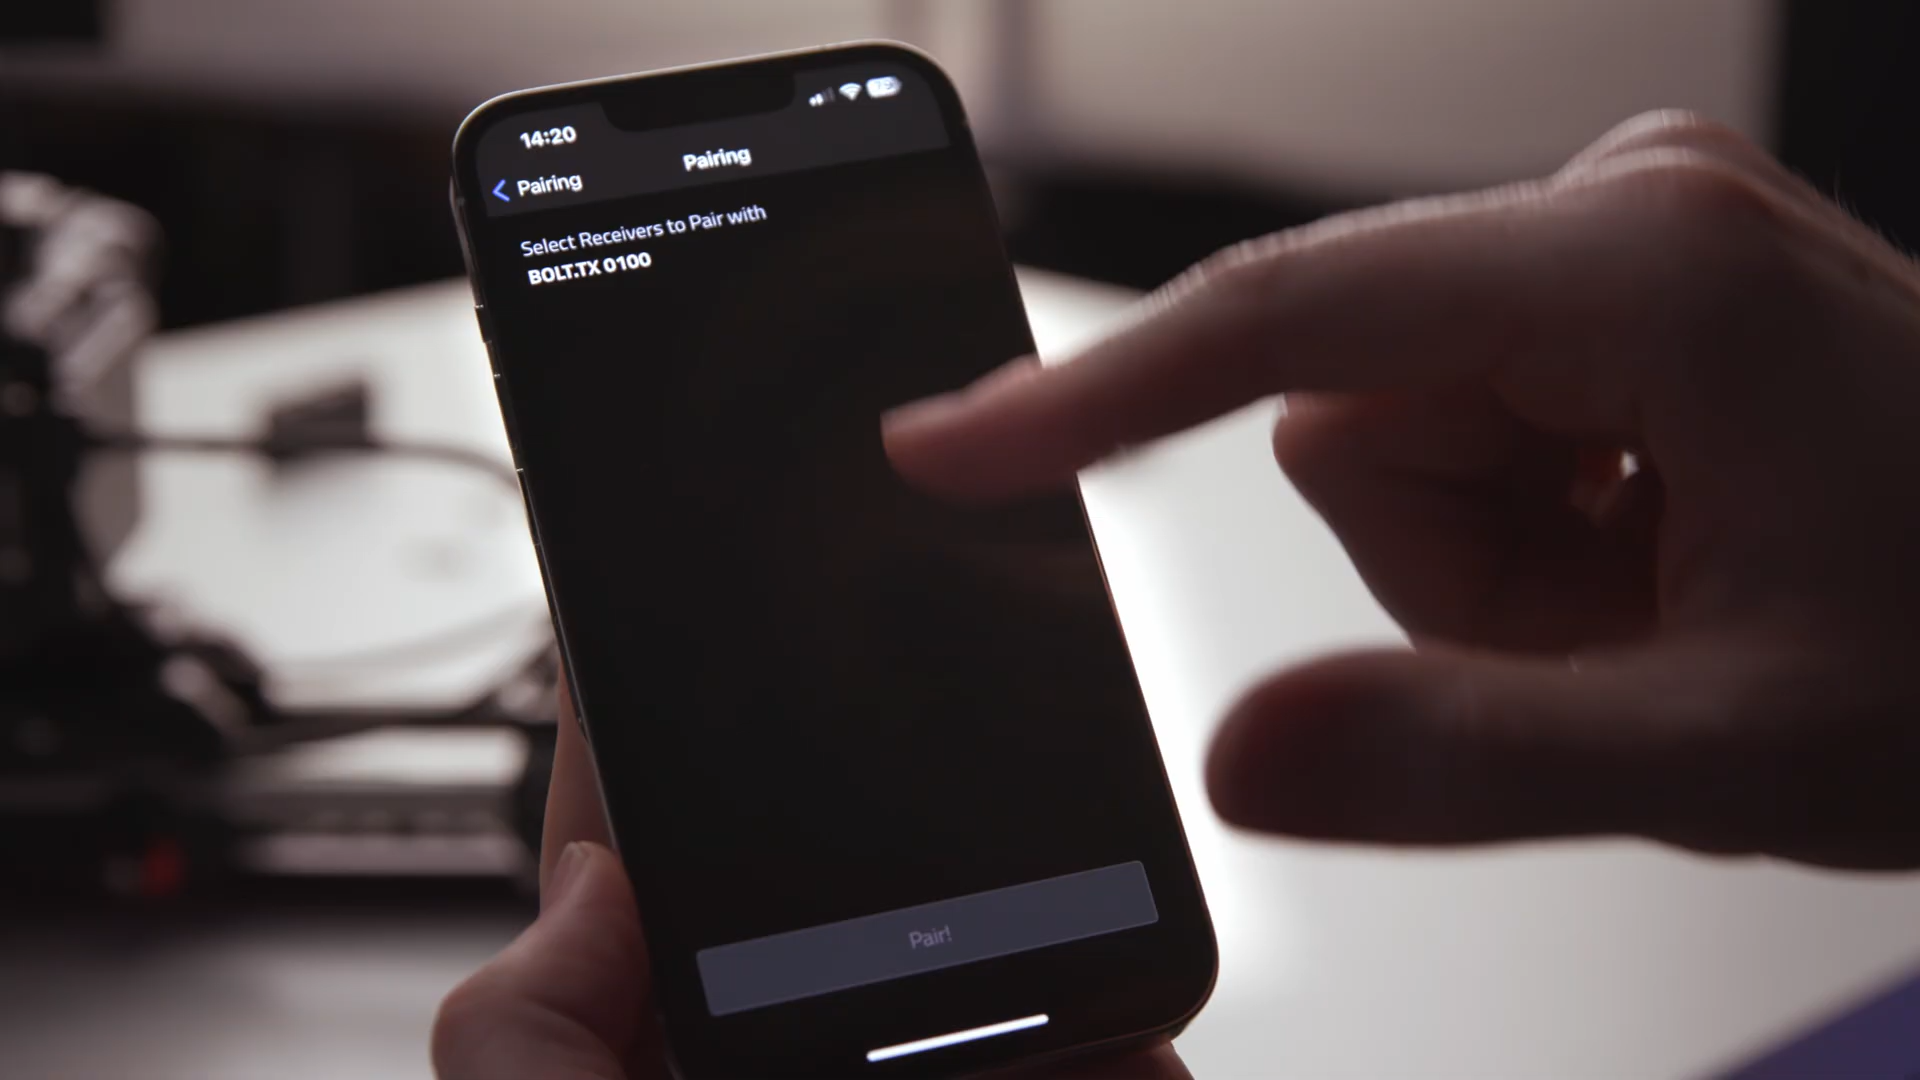 14:20
Pairing
Pairing
Select Receivers to Pair with
BOLT.TX 0100
Pair!